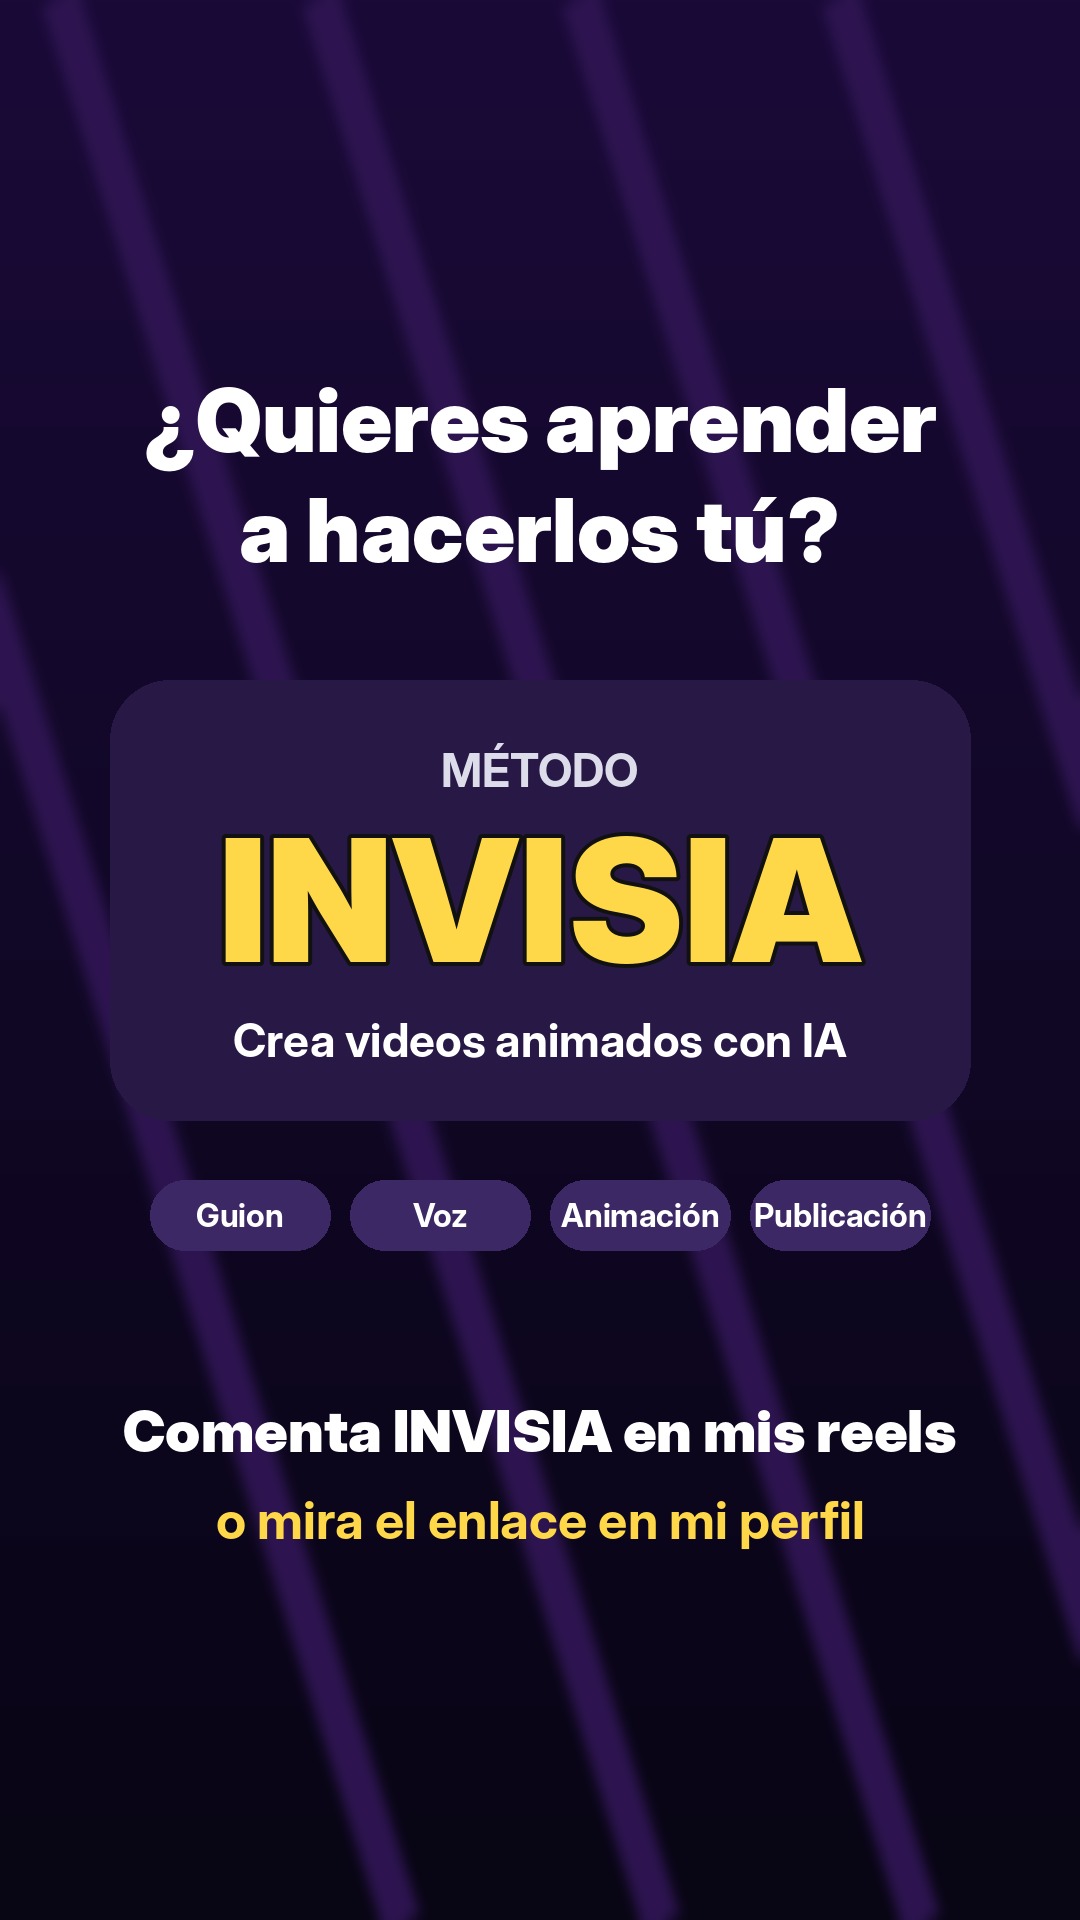 ¿Quieres aprender
a hacerlos tú?
MÉTODO
INVISIA
Crea videos animados con IA
Guion Voz Animación Publicación
Comenta INVISIA en mis reels
o mira el enlace en mi perfil